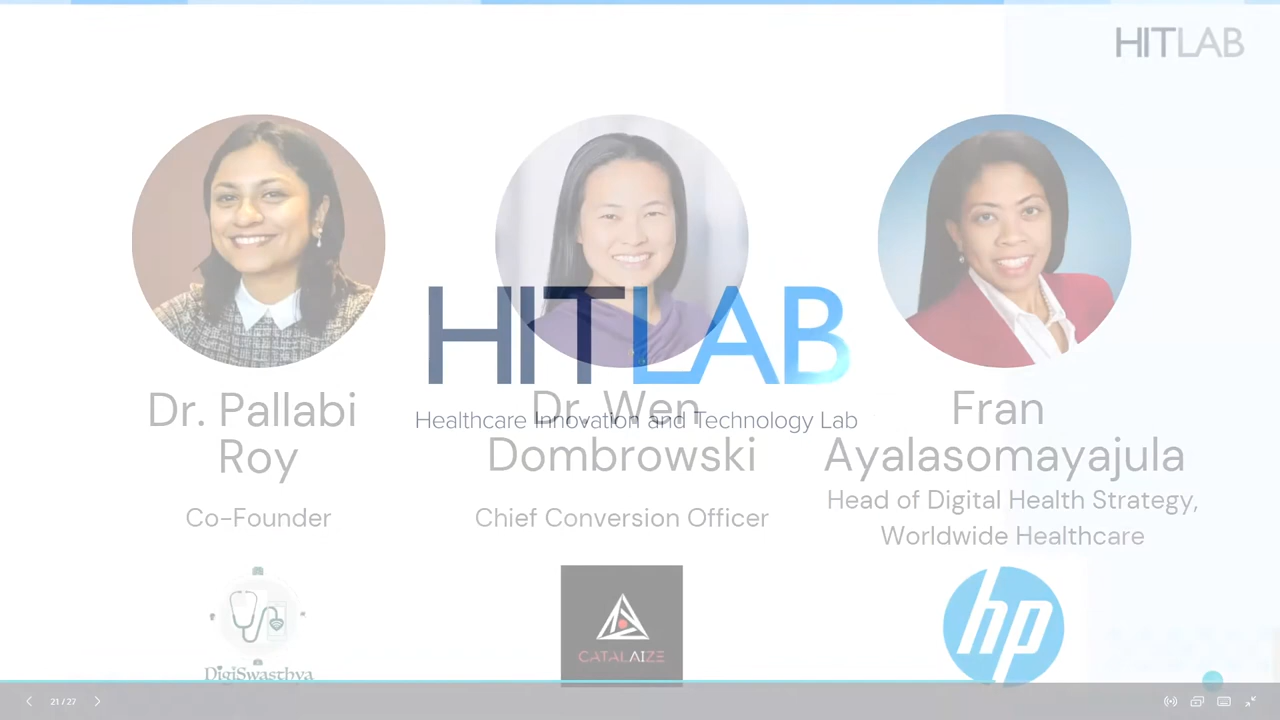 HITLAB
HITLAB
Healthcare Innovation and Technology Lab
Dr. Pallabi
Roy
Co-Founder
DigiSwasthya
Dr. Wen
Dombrowski
Chief Conversion Officer
CATALAIZE
Fran
Ayalasomayajula
Head of Digital Health Strategy,
Worldwide Healthcare
hp
21 / 27